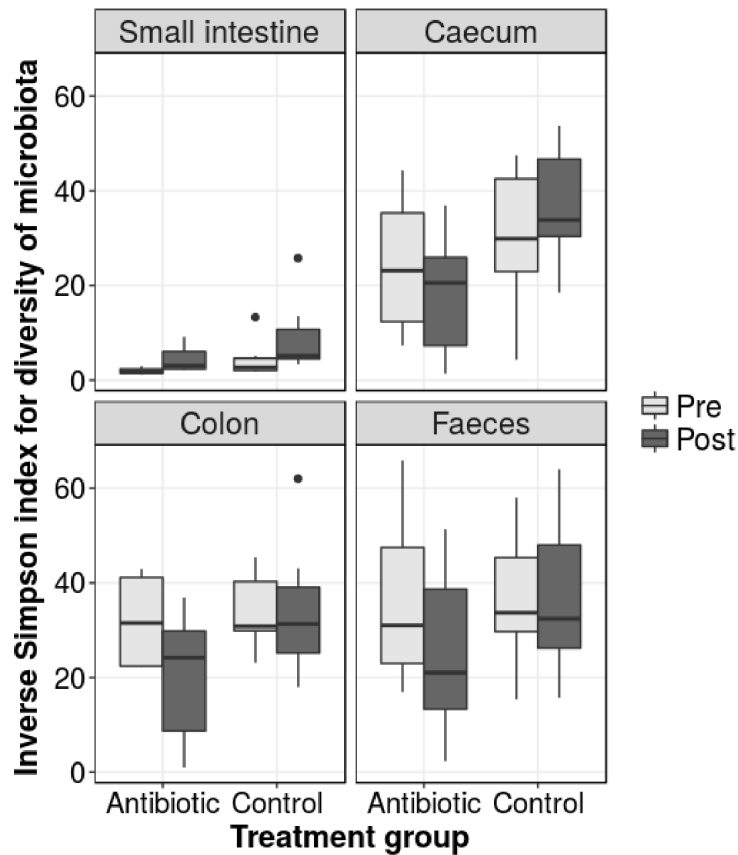 Inverse Simpson index for diversity of microbiota
Small intestine
Caecum
60
40
20
0
Colon
Faeces
60
40
20
0
Antibiotic Control
Antibiotic Control
Treatment group
Pre
Post